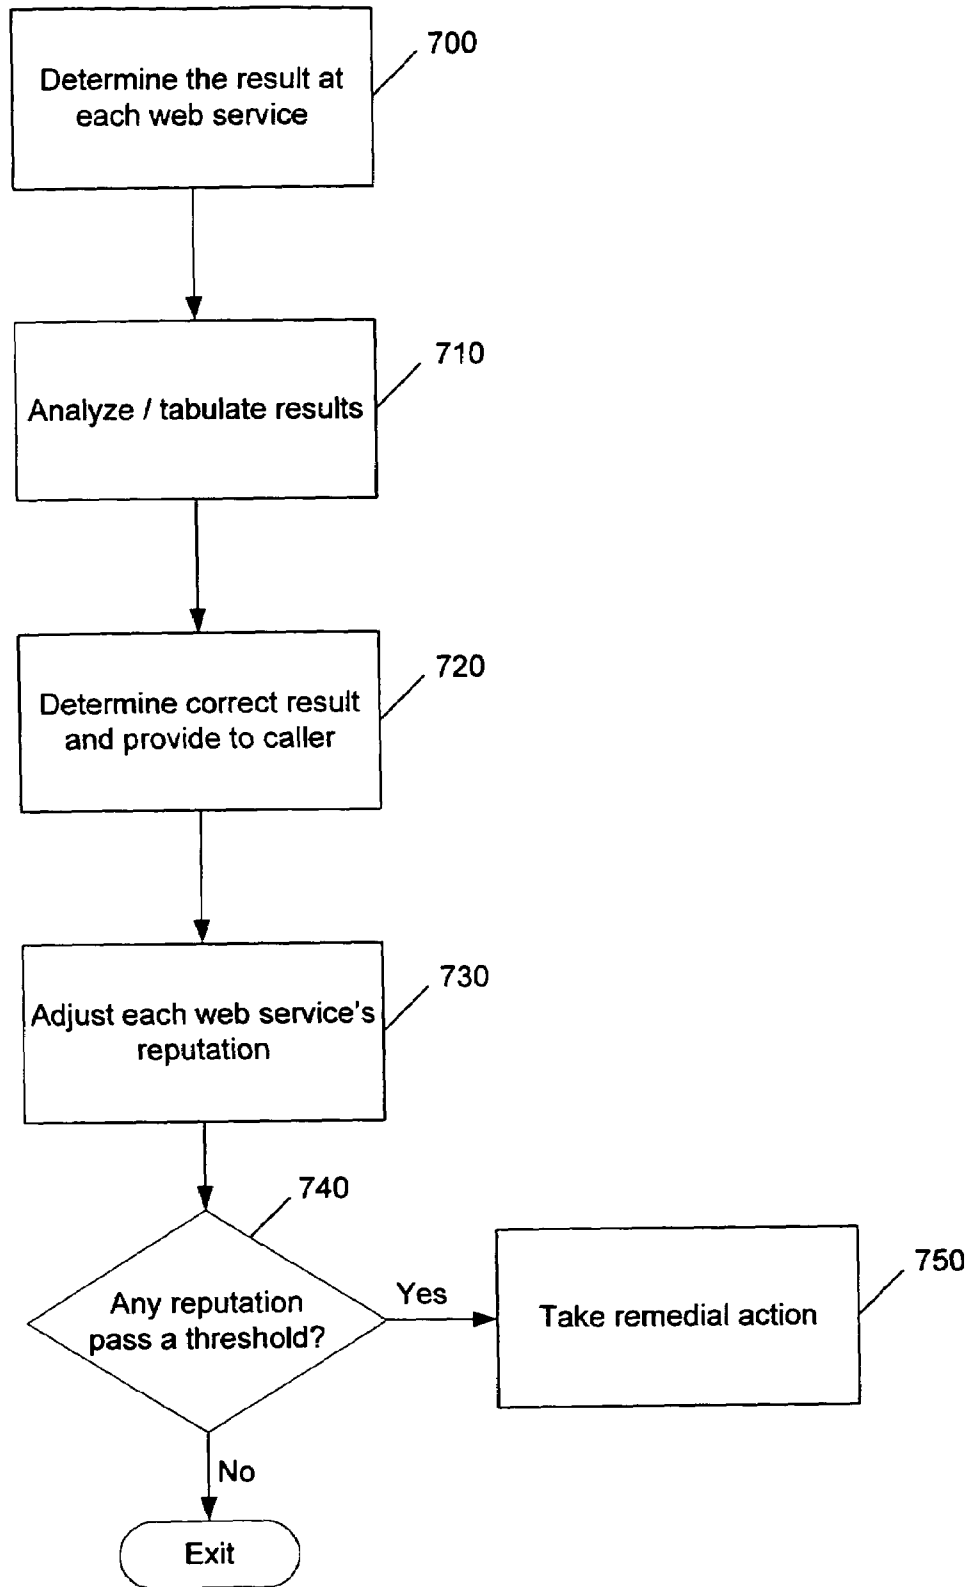 700
Determine the result at
each web service
710
Analyze / tabulate results
720
Determine correct result
and provide to caller
730
Adjust each web service's
reputation
740
Any reputation
pass a threshold?
Yes
750
Take remedial action
No
Exit